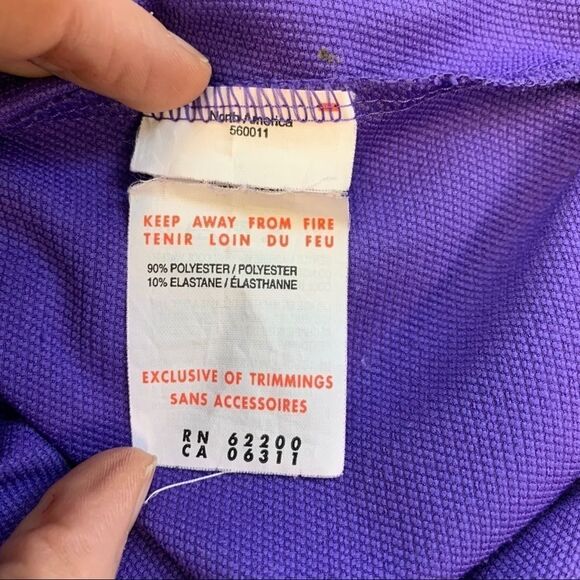 North America
560011
KEEP AWAY FROM FIRE
TENIR LOIN DU FEU
90% POLYESTER / POLYESTER
10% ELASTANE / ÉLASTHANNE
EXCLUSIVE OF TRIMMINGS
SANS ACCESSOIRES
RN 62200
CA 06311